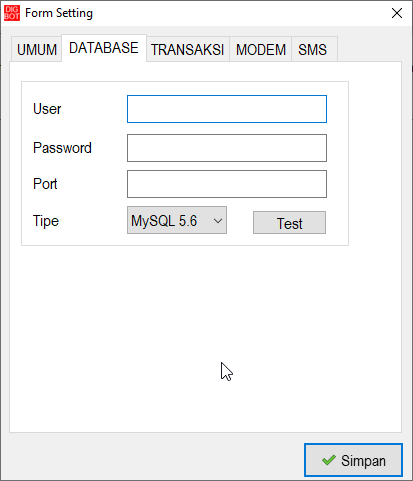 DIG
BOT
Form Setting
UMUM DATABASE TRANSAKSI MODEM SMS
User
Password
Port
Tipe MySQL 5.6 Test
Simpan